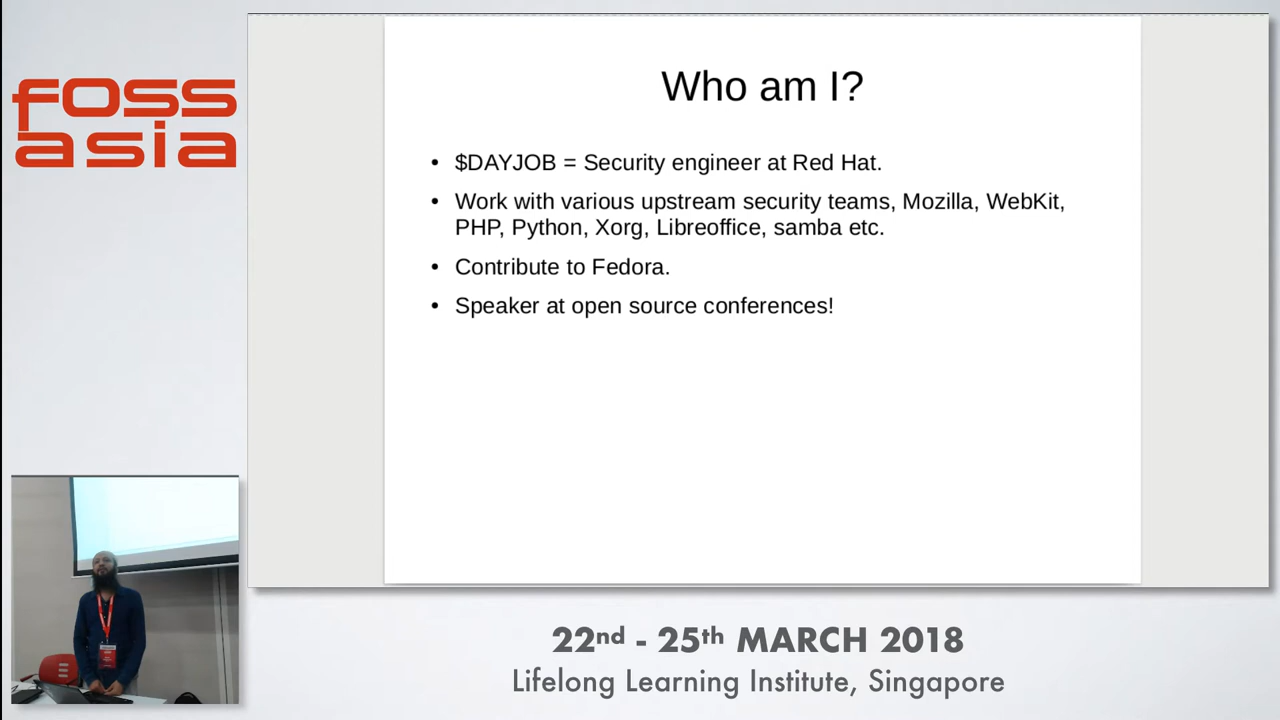 foss
asia
Who am I?
• $DAYJOB = Security engineer at Red Hat.
• Work with various upstream security teams, Mozilla, WebKit,
PHP, Python, Xorg, Libreoffice, samba etc.
• Contribute to Fedora.
• Speaker at open source conferences!
22nd - 25th MARCH 2018
Lifelong Learning Institute, Singapore